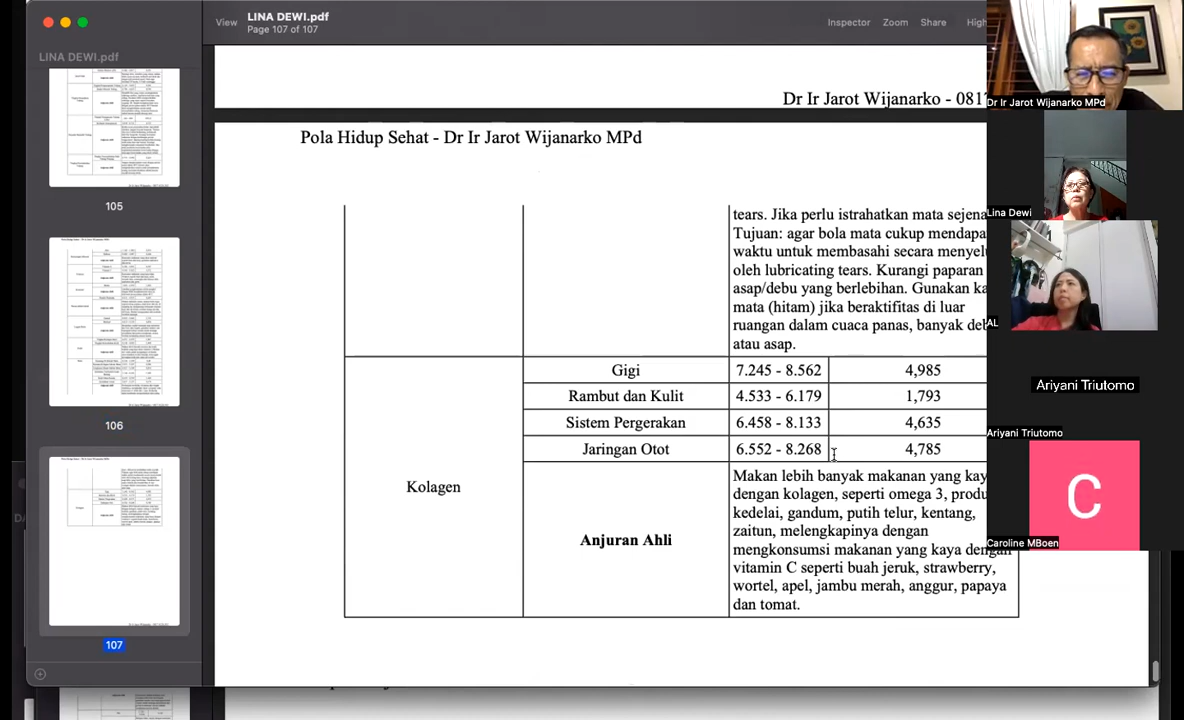 View
LINA DEWI.pdf
Page 107 of 107
Inspector
Zoom
Share
High
LINA DEWI.pdf
105
106
107
Dr Ir Jarot Wijanarko - 081
Pola Hidup Sehat - Dr Ir Jarot Wijanarko MPd
tears. Jika perlu istrahatkan mata sejena
Tujuan: agar bola mata cukup mendapa
waktu untuk membasahi secara menyel
oleh lubricating tears. Kurangi paparan
asap/debu yang berlebihan. Gunakan ka
mata (hitan) jika beraktifitas di luar
ruangan dalam cuaca panas, banyak deb
atau asap.
Gigi 7.245 - 8.562 4,985
Rambut dan Kulit 4.533 - 6.179 1,793
Sistem Pergerakan 6.458 - 8.133 4,635
Jaringan Otot 6.552 - 8.268 4,785
Kolagen
Anjuran Ahli
Makan lebih banyak makanan yang kay
dengan kolagen, seperti omega 3, produ
kedelai, gandum, putih telur, kentang,
zaitun, melengkapinya dengan
mengkonsumsi makanan yang kaya dengan
vitamin C seperti buah jeruk, strawberry,
wortel, apel, jambu merah, anggur, papaya
dan tomat.
Dr Ir Jarot Wijanarko MPd
Lina Dewi
AL
Ariyani Triutomo
Ariyani Triutomo
C
Caroline MBoen